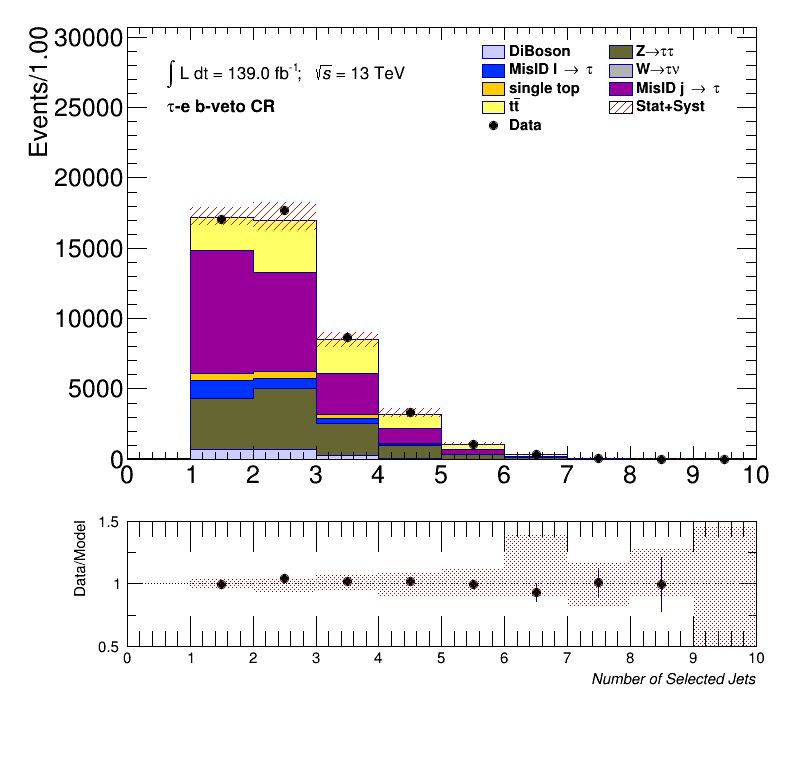 30000
Events/1.00
25000
20000
15000
10000
5000
0
∫ L dt = 139.0 fb⁻¹; √s = 13 TeV
τ-e b-veto CR
DiBoson
Z→ττ
MisID l → τ
W→τν
single top
MisID j → τ
tt̄
Stat+Syst
Data
0 1 2 3 4 5 6 7 8 9 10
Data/Model
1.5
1
0.5
0 1 2 3 4 5 6 7 8 9 10
Number of Selected Jets